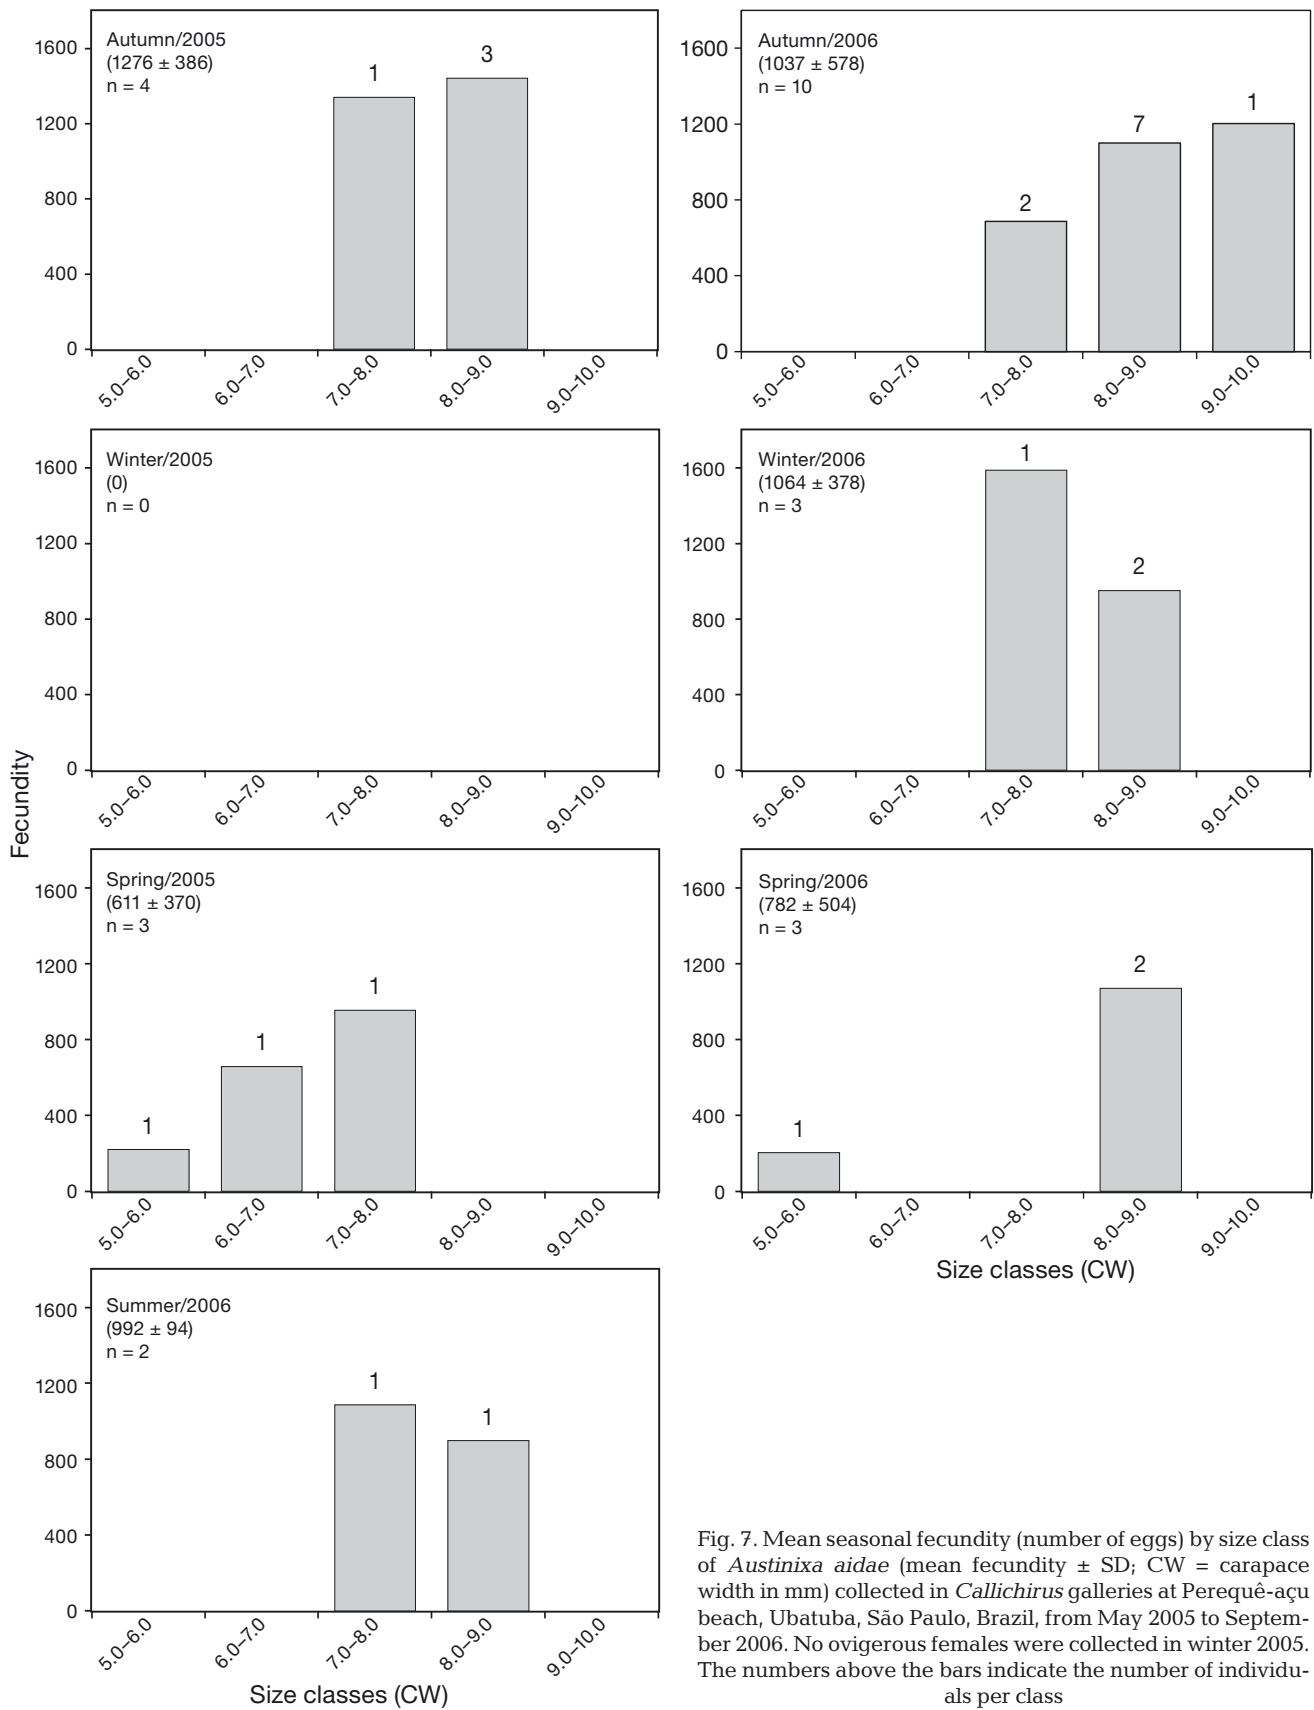 Fecundity
Autumn/2005
(1276 ± 386)
n = 4
1600
1200
800
400
0
1
3
5.0–6.0
6.0–7.0
7.0–8.0
8.0–9.0
9.0–10.0
Autumn/2006
(1037 ± 578)
n = 10
1600
1200
800
400
0
2
7
1
5.0–6.0
6.0–7.0
7.0–8.0
8.0–9.0
9.0–10.0
Winter/2005
(0)
n = 0
1600
1200
800
400
0
5.0–6.0
6.0–7.0
7.0–8.0
8.0–9.0
9.0–10.0
Winter/2006
(1064 ± 378)
n = 3
1600
1200
800
400
0
1
2
5.0–6.0
6.0–7.0
7.0–8.0
8.0–9.0
9.0–10.0
Spring/2005
(611 ± 370)
n = 3
1600
1200
800
400
0
1
1
1
5.0–6.0
6.0–7.0
7.0–8.0
8.0–9.0
9.0–10.0
Spring/2006
(782 ± 504)
n = 3
1600
1200
800
400
0
1
2
5.0–6.0
6.0–7.0
7.0–8.0
8.0–9.0
9.0–10.0
Size classes (CW)
Summer/2006
(992 ± 94)
n = 2
1600
1200
800
400
0
1
1
5.0–6.0
6.0–7.0
7.0–8.0
8.0–9.0
9.0–10.0
Size classes (CW)
Fig. 7. Mean seasonal fecundity (number of eggs) by size class
of Austinixa aidae (mean fecundity ± SD; CW = carapace
width in mm) collected in Callichirus galleries at Perequê-açu
beach, Ubatuba, São Paulo, Brazil, from May 2005 to Septem-
ber 2006. No ovigerous females were collected in winter 2005.
The numbers above the bars indicate the number of individu-
als per class